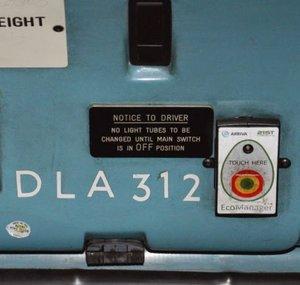 EIGHT
NOTICE TO DRIVER
NO LIGHT TUBES TO BE
CHANGED UNTIL MAIN SWITCH
IS IN OFF POSITION
ARRIVA 21ST
TOUCH HERE
EcoManager
DLA 312